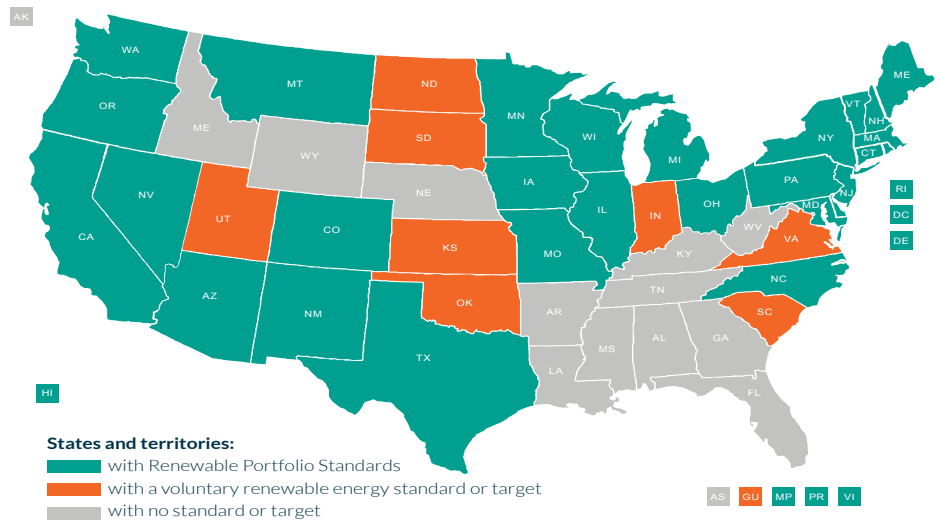 AK
WA
MT
ND
MN
ME
OR
ME
SD
WI
MI
VT
NH
NY
MA
CT
WY
NE
IA
PA
NJ
RI
NV
UT
CO
IL
IN
OH
MD
DC
CA
KS
MO
KY
WV
VA
DE
AZ
NM
OK
AR
TN
NC
SC
TX
LA
MS
AL
GA
FL
HI
States and territories:
with Renewable Portfolio Standards
with a voluntary renewable energy standard or target
with no standard or target
AS GU MP PR VI